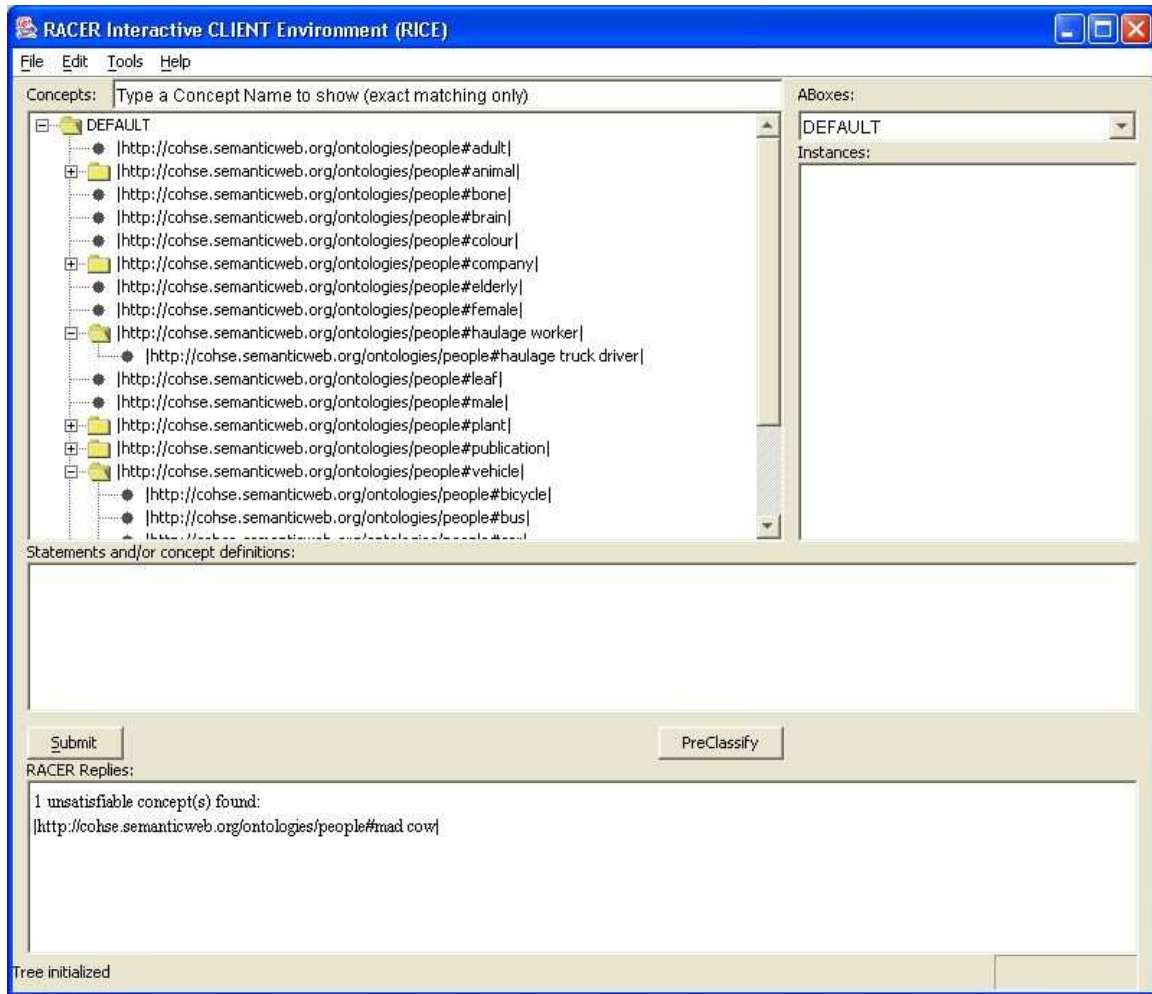 RACER Interactive CLIENT Environment (RICE)
File Edit Tools Help
Concepts: Type a Concept Name to show (exact matching only)
ABoxes:
DEFAULT
DEFAULT
Instances:
|http://cohse.semanticweb.org/ontologies/people#adult|
|http://cohse.semanticweb.org/ontologies/people#animal|
|http://cohse.semanticweb.org/ontologies/people#bone|
|http://cohse.semanticweb.org/ontologies/people#brain|
|http://cohse.semanticweb.org/ontologies/people#colour|
|http://cohse.semanticweb.org/ontologies/people#company|
|http://cohse.semanticweb.org/ontologies/people#elderly|
|http://cohse.semanticweb.org/ontologies/people#female|
|http://cohse.semanticweb.org/ontologies/people#haulage worker|
|http://cohse.semanticweb.org/ontologies/people#haulage truck driver|
|http://cohse.semanticweb.org/ontologies/people#leaf|
|http://cohse.semanticweb.org/ontologies/people#male|
|http://cohse.semanticweb.org/ontologies/people#plant|
|http://cohse.semanticweb.org/ontologies/people#publication|
|http://cohse.semanticweb.org/ontologies/people#vehicle|
|http://cohse.semanticweb.org/ontologies/people#bicycle|
|http://cohse.semanticweb.org/ontologies/people#bus|
Statements and/or concept definitions:
Submit
PreClassify
RACER Replies:
1 unsatisfiable concept(s) found:
|http://cohse.semanticweb.org/ontologies/people#mad cow|
Tree initialized